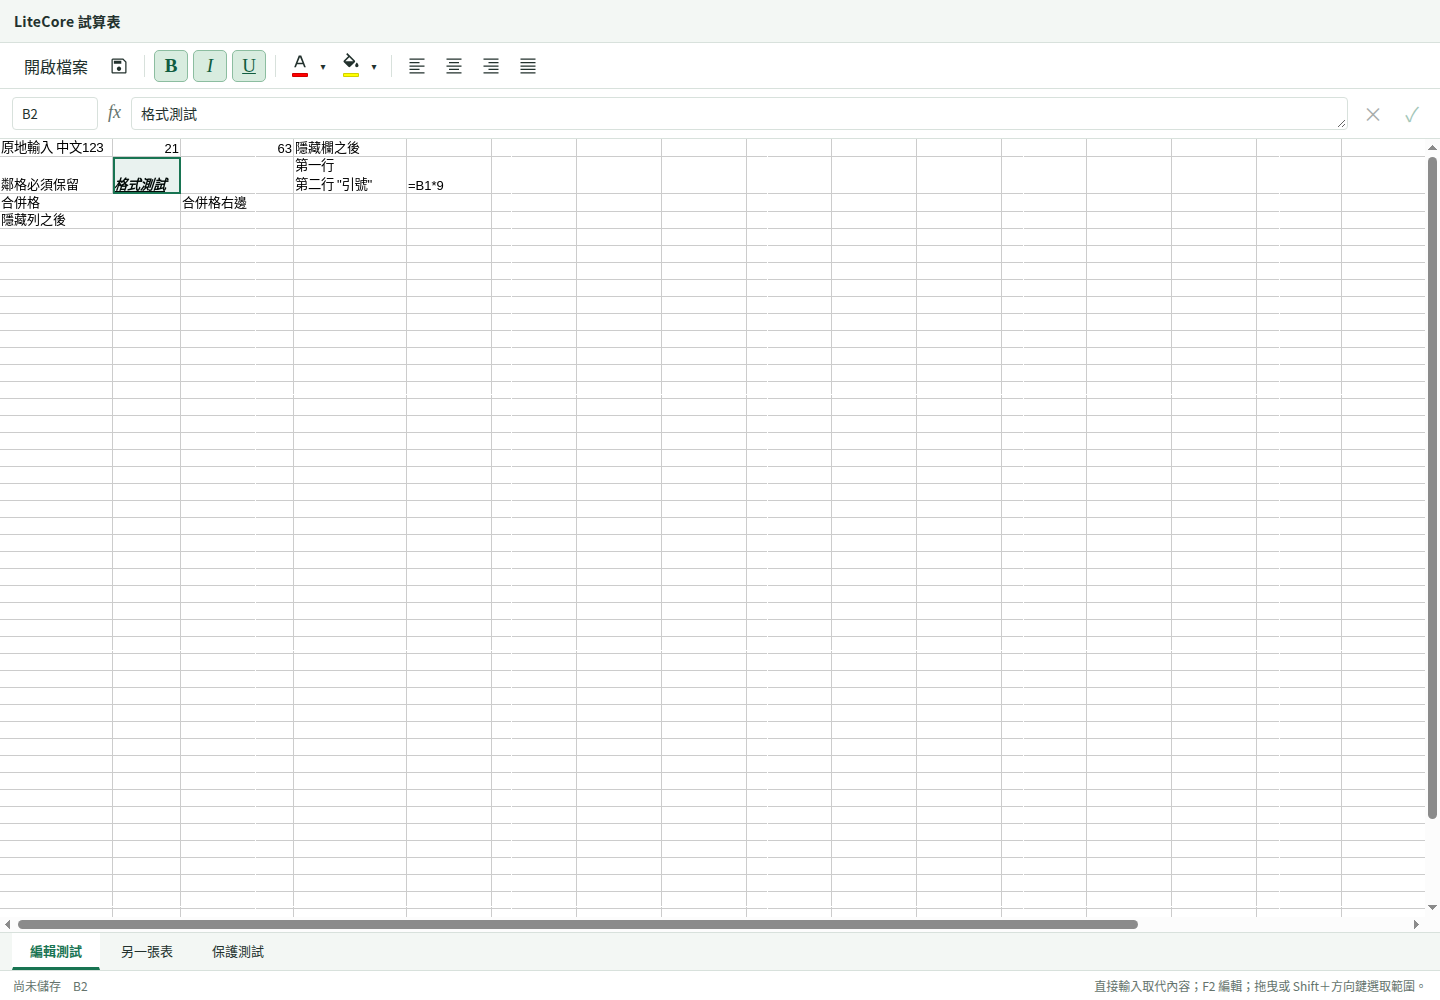 LiteCore 試算表
開啟檔案 B I U A
B2 fx 格式測試
原地輸入 中文123 21 63 隱藏欄之後
第一行
鄰格必須保留 格式測試 第二行 "引號" =B1*9
合併格 合併格右邊
隱藏列之後
編輯測試 另一張表 保護測試
尚未儲存 B2 直接輸入取代內容；F2 編輯；拖曳或 Shift＋方向鍵選取範圍。